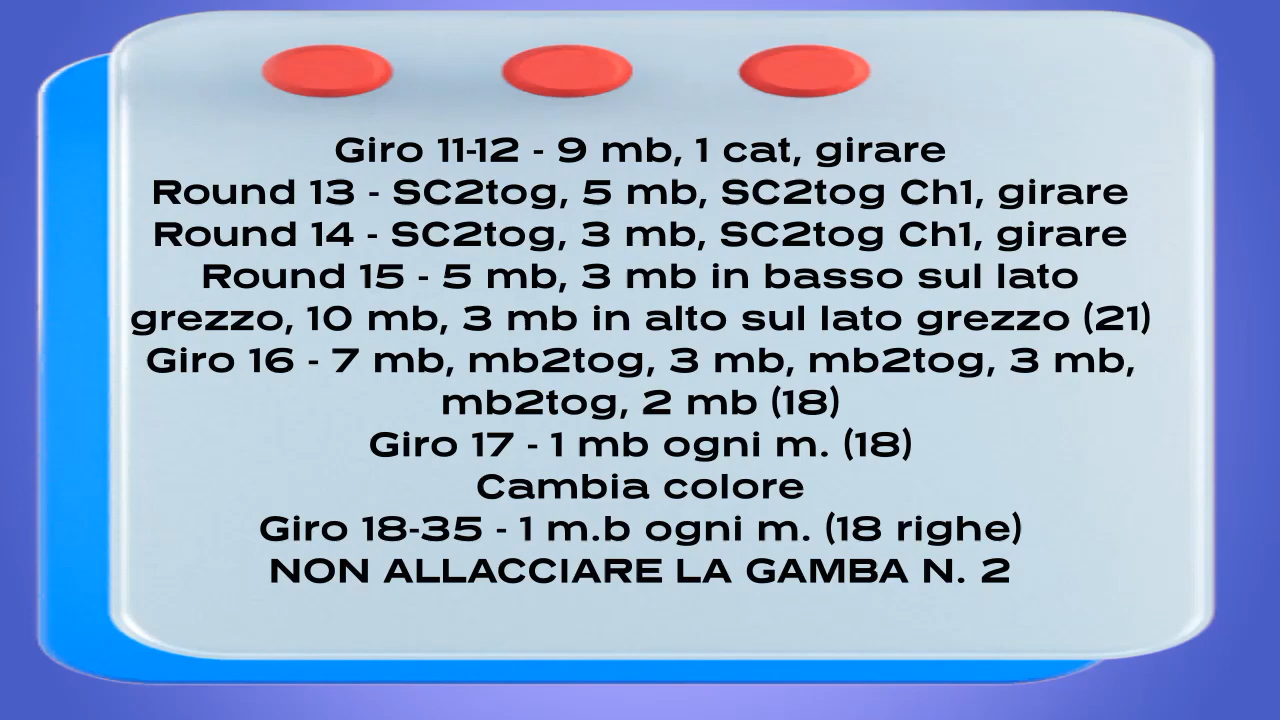 Giro 11-12 - 9 mb, 1 cat, girare
Round 13 - SC2tog, 5 mb, SC2tog Ch1, girare
Round 14 - SC2tog, 3 mb, SC2tog Ch1, girare
Round 15 - 5 mb, 3 mb in basso sul lato
grezzo, 10 mb, 3 mb in alto sul lato grezzo (21)
Giro 16 - 7 mb, mb2tog, 3 mb, mb2tog, 3 mb,
mb2tog, 2 mb (18)
Giro 17 - 1 mb ogni m. (18)
Cambia colore
Giro 18-35 - 1 m.b ogni m. (18 righe)
NON ALLACCIARE LA GAMBA N. 2